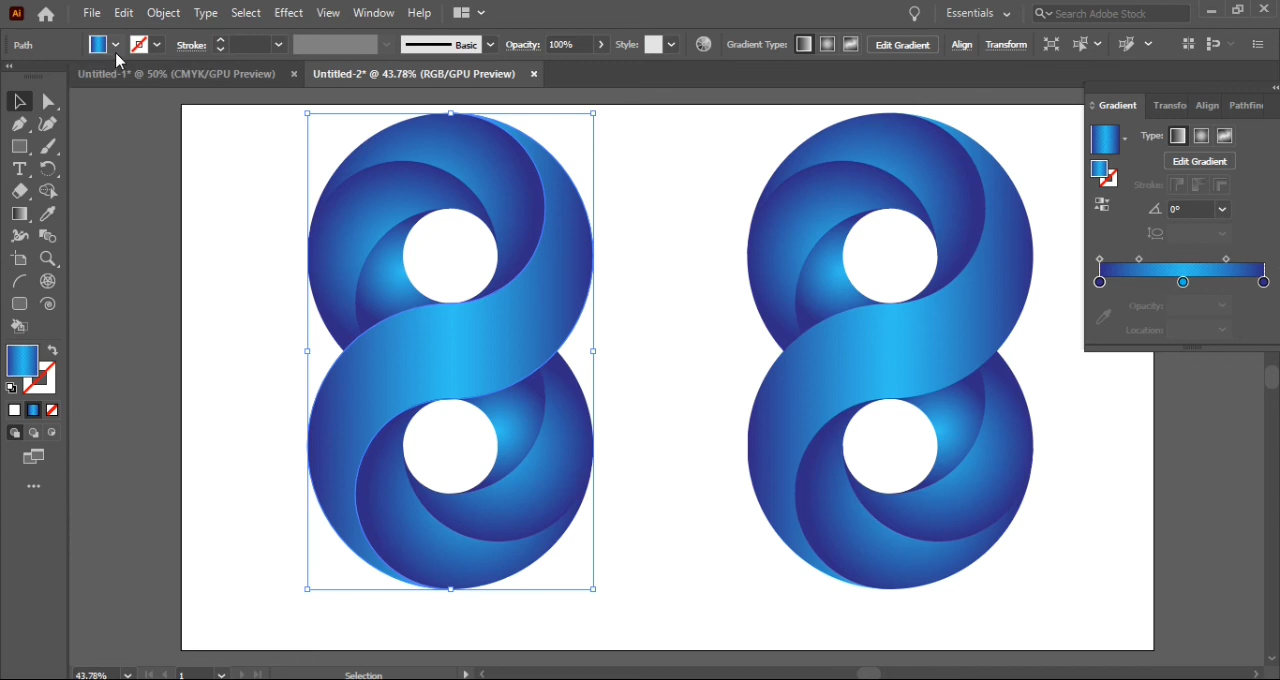 Ai File Edit Object Type Select Effect View Window Help Essentials Search Adobe Stock
Path Stroke: Basic Opacity: 100% Style: Gradient Type: Edit Gradient Align Transform
Untitled-1* @ 50% (CMYK/GPU Preview) × Untitled-2* @ 43.78% (RGB/GPU Preview) ×
Gradient Transfo Align Pathfin
Type:
Edit Gradient
Stroke:
0°
Opacity:
Location:
43.78% 1 Selection